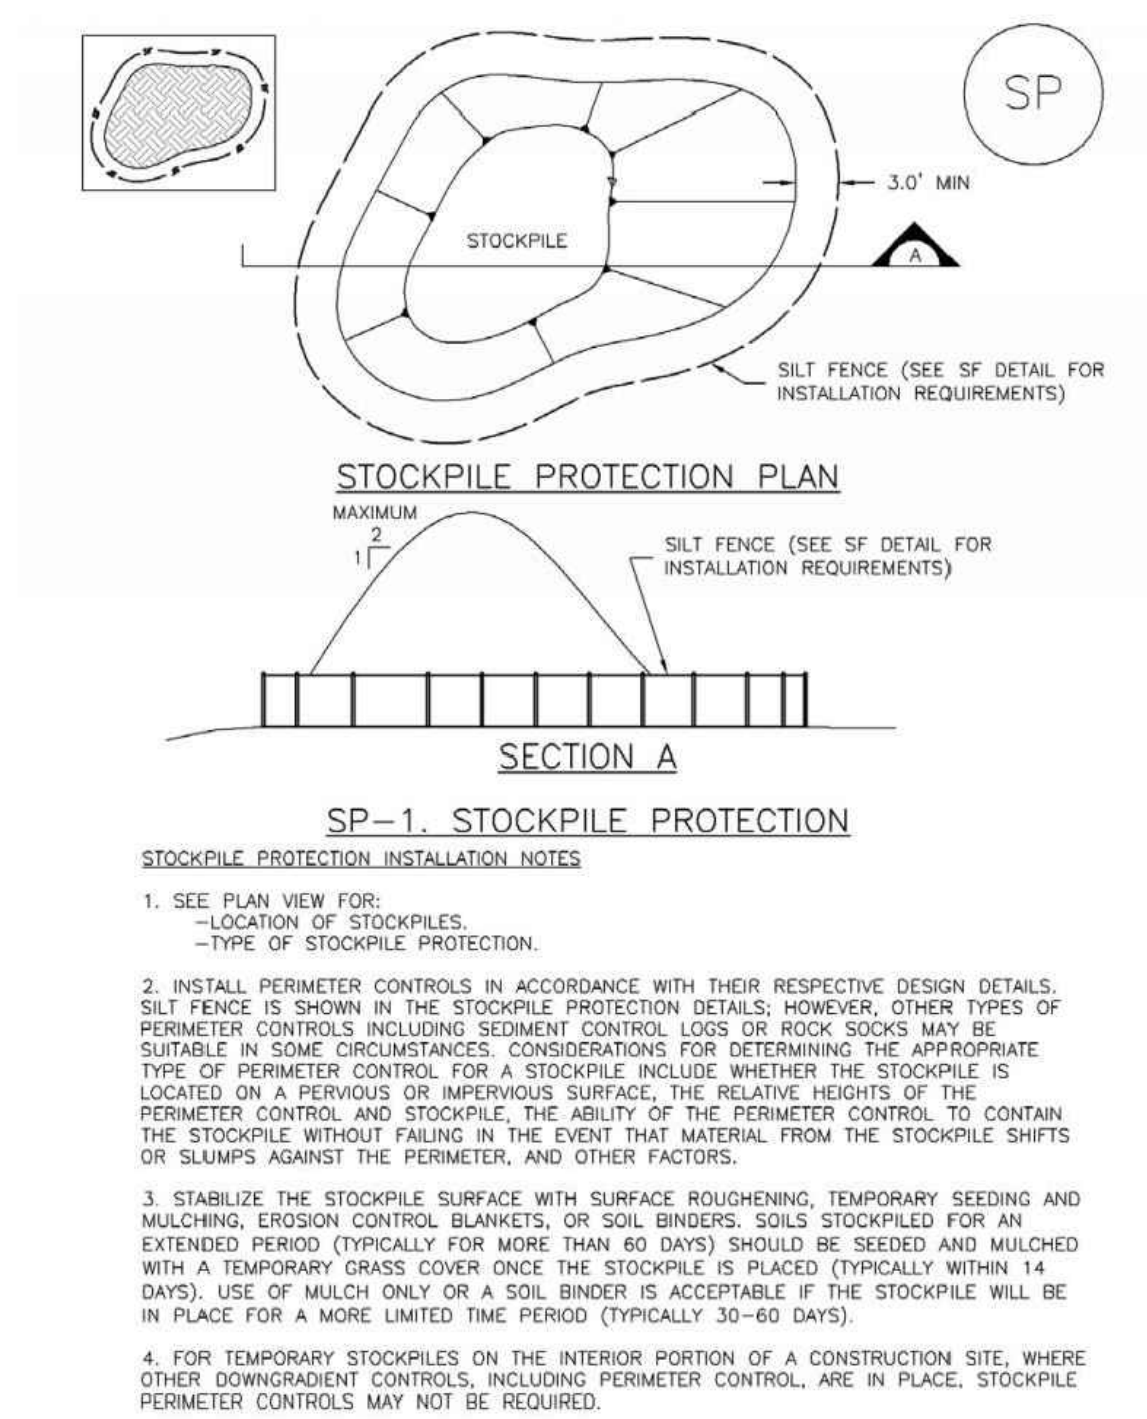 SP
3.0' MIN
STOCKPILE
A
SILT FENCE (SEE SF DETAIL FOR
INSTALLATION REQUIREMENTS)
STOCKPILE PROTECTION PLAN
MAXIMUM
2
1
SILT FENCE (SEE SF DETAIL FOR
INSTALLATION REQUIREMENTS)
SECTION A
SP-1. STOCKPILE PROTECTION
STOCKPILE PROTECTION INSTALLATION NOTES
1. SEE PLAN VIEW FOR:
-LOCATION OF STOCKPILES.
-TYPE OF STOCKPILE PROTECTION.
2. INSTALL PERIMETER CONTROLS IN ACCORDANCE WITH THEIR RESPECTIVE DESIGN DETAILS.
SILT FENCE IS SHOWN IN THE STOCKPILE PROTECTION DETAILS; HOWEVER, OTHER TYPES OF
PERIMETER CONTROLS INCLUDING SEDIMENT CONTROL LOGS OR ROCK SOCKS MAY BE
SUITABLE IN SOME CIRCUMSTANCES. CONSIDERATIONS FOR DETERMINING THE APPROPRIATE
TYPE OF PERIMETER CONTROL FOR A STOCKPILE INCLUDE WHETHER THE STOCKPILE IS
LOCATED ON A PERVIOUS OR IMPERVIOUS SURFACE, THE RELATIVE HEIGHTS OF THE
PERIMETER CONTROL AND STOCKPILE, THE ABILITY OF THE PERIMETER CONTROL TO CONTAIN
THE STOCKPILE WITHOUT FAILING IN THE EVENT THAT MATERIAL FROM THE STOCKPILE SHIFTS
OR SLUMPS AGAINST THE PERIMETER, AND OTHER FACTORS.
3. STABILIZE THE STOCKPILE SURFACE WITH SURFACE ROUGHENING, TEMPORARY SEEDING AND
MULCHING, EROSION CONTROL BLANKETS, OR SOIL BINDERS. SOILS STOCKPILED FOR AN
EXTENDED PERIOD (TYPICALLY FOR MORE THAN 60 DAYS) SHOULD BE SEEDED AND MULCHED
WITH A TEMPORARY GRASS COVER ONCE THE STOCKPILE IS PLACED (TYPICALLY WITHIN 14
DAYS). USE OF MULCH ONLY OR A SOIL BINDER IS ACCEPTABLE IF THE STOCKPILE WILL BE
IN PLACE FOR A MORE LIMITED TIME PERIOD (TYPICALLY 30-60 DAYS).
4. FOR TEMPORARY STOCKPILES ON THE INTERIOR PORTION OF A CONSTRUCTION SITE, WHERE
OTHER DOWNGRADIENT CONTROLS, INCLUDING PERIMETER CONTROL, ARE IN PLACE, STOCKPILE
PERIMETER CONTROLS MAY NOT BE REQUIRED.